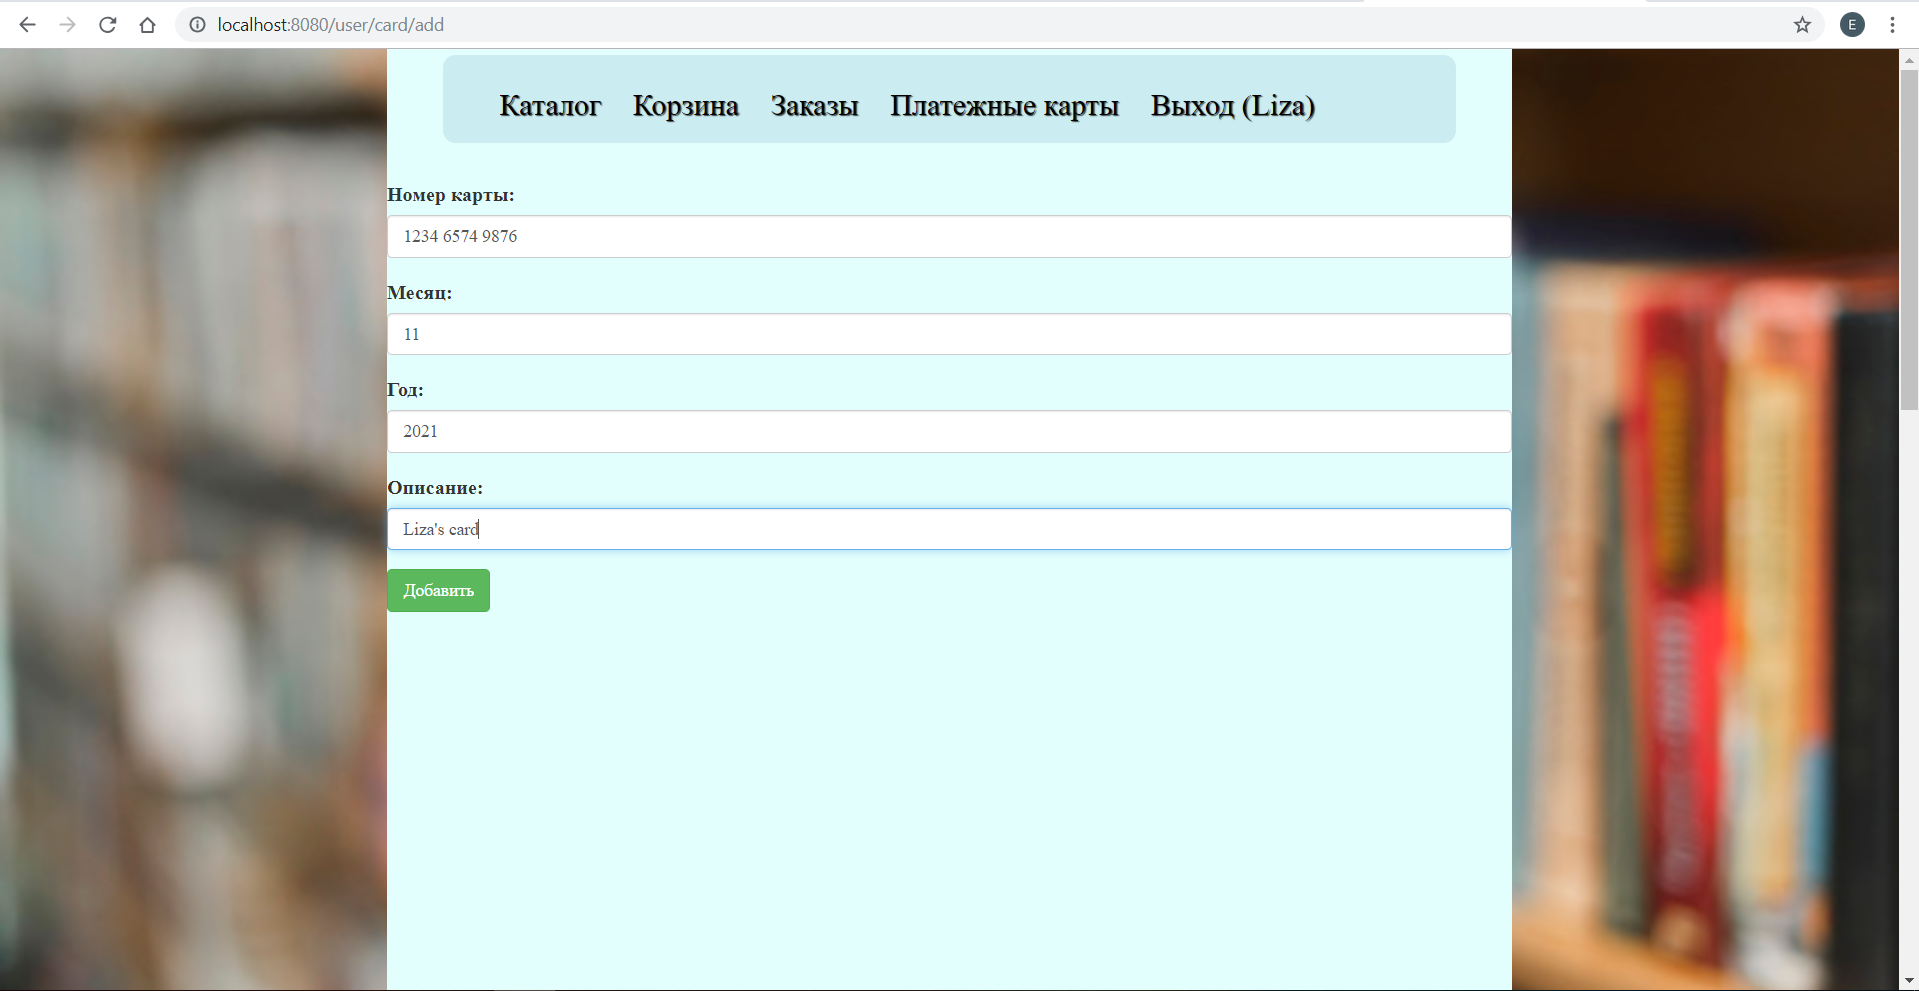 localhost:8080/user/card/add
E
Каталог Корзина Заказы Платежные карты Выход (Liza)
Номер карты:
1234 6574 9876
Месяц:
11
Год:
2021
Описание:
Liza's card
Добавить